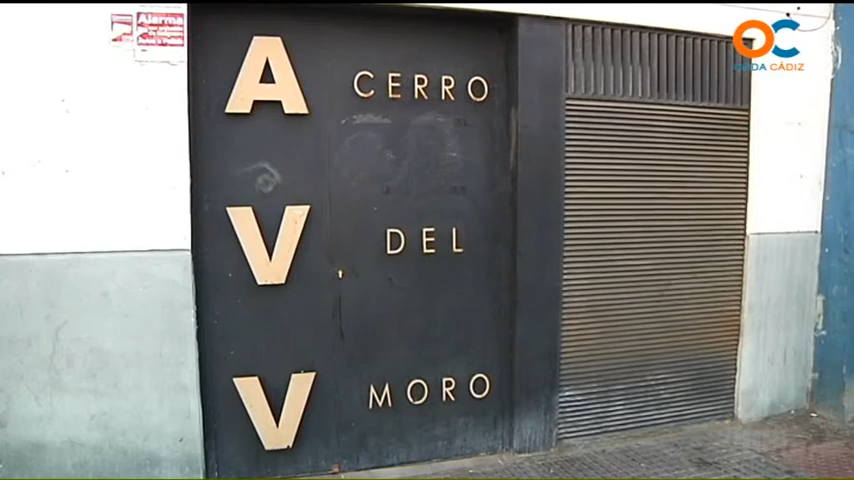 Alarma
A CERRO
V DEL
V MORO
OC
ONDA CÁDIZ